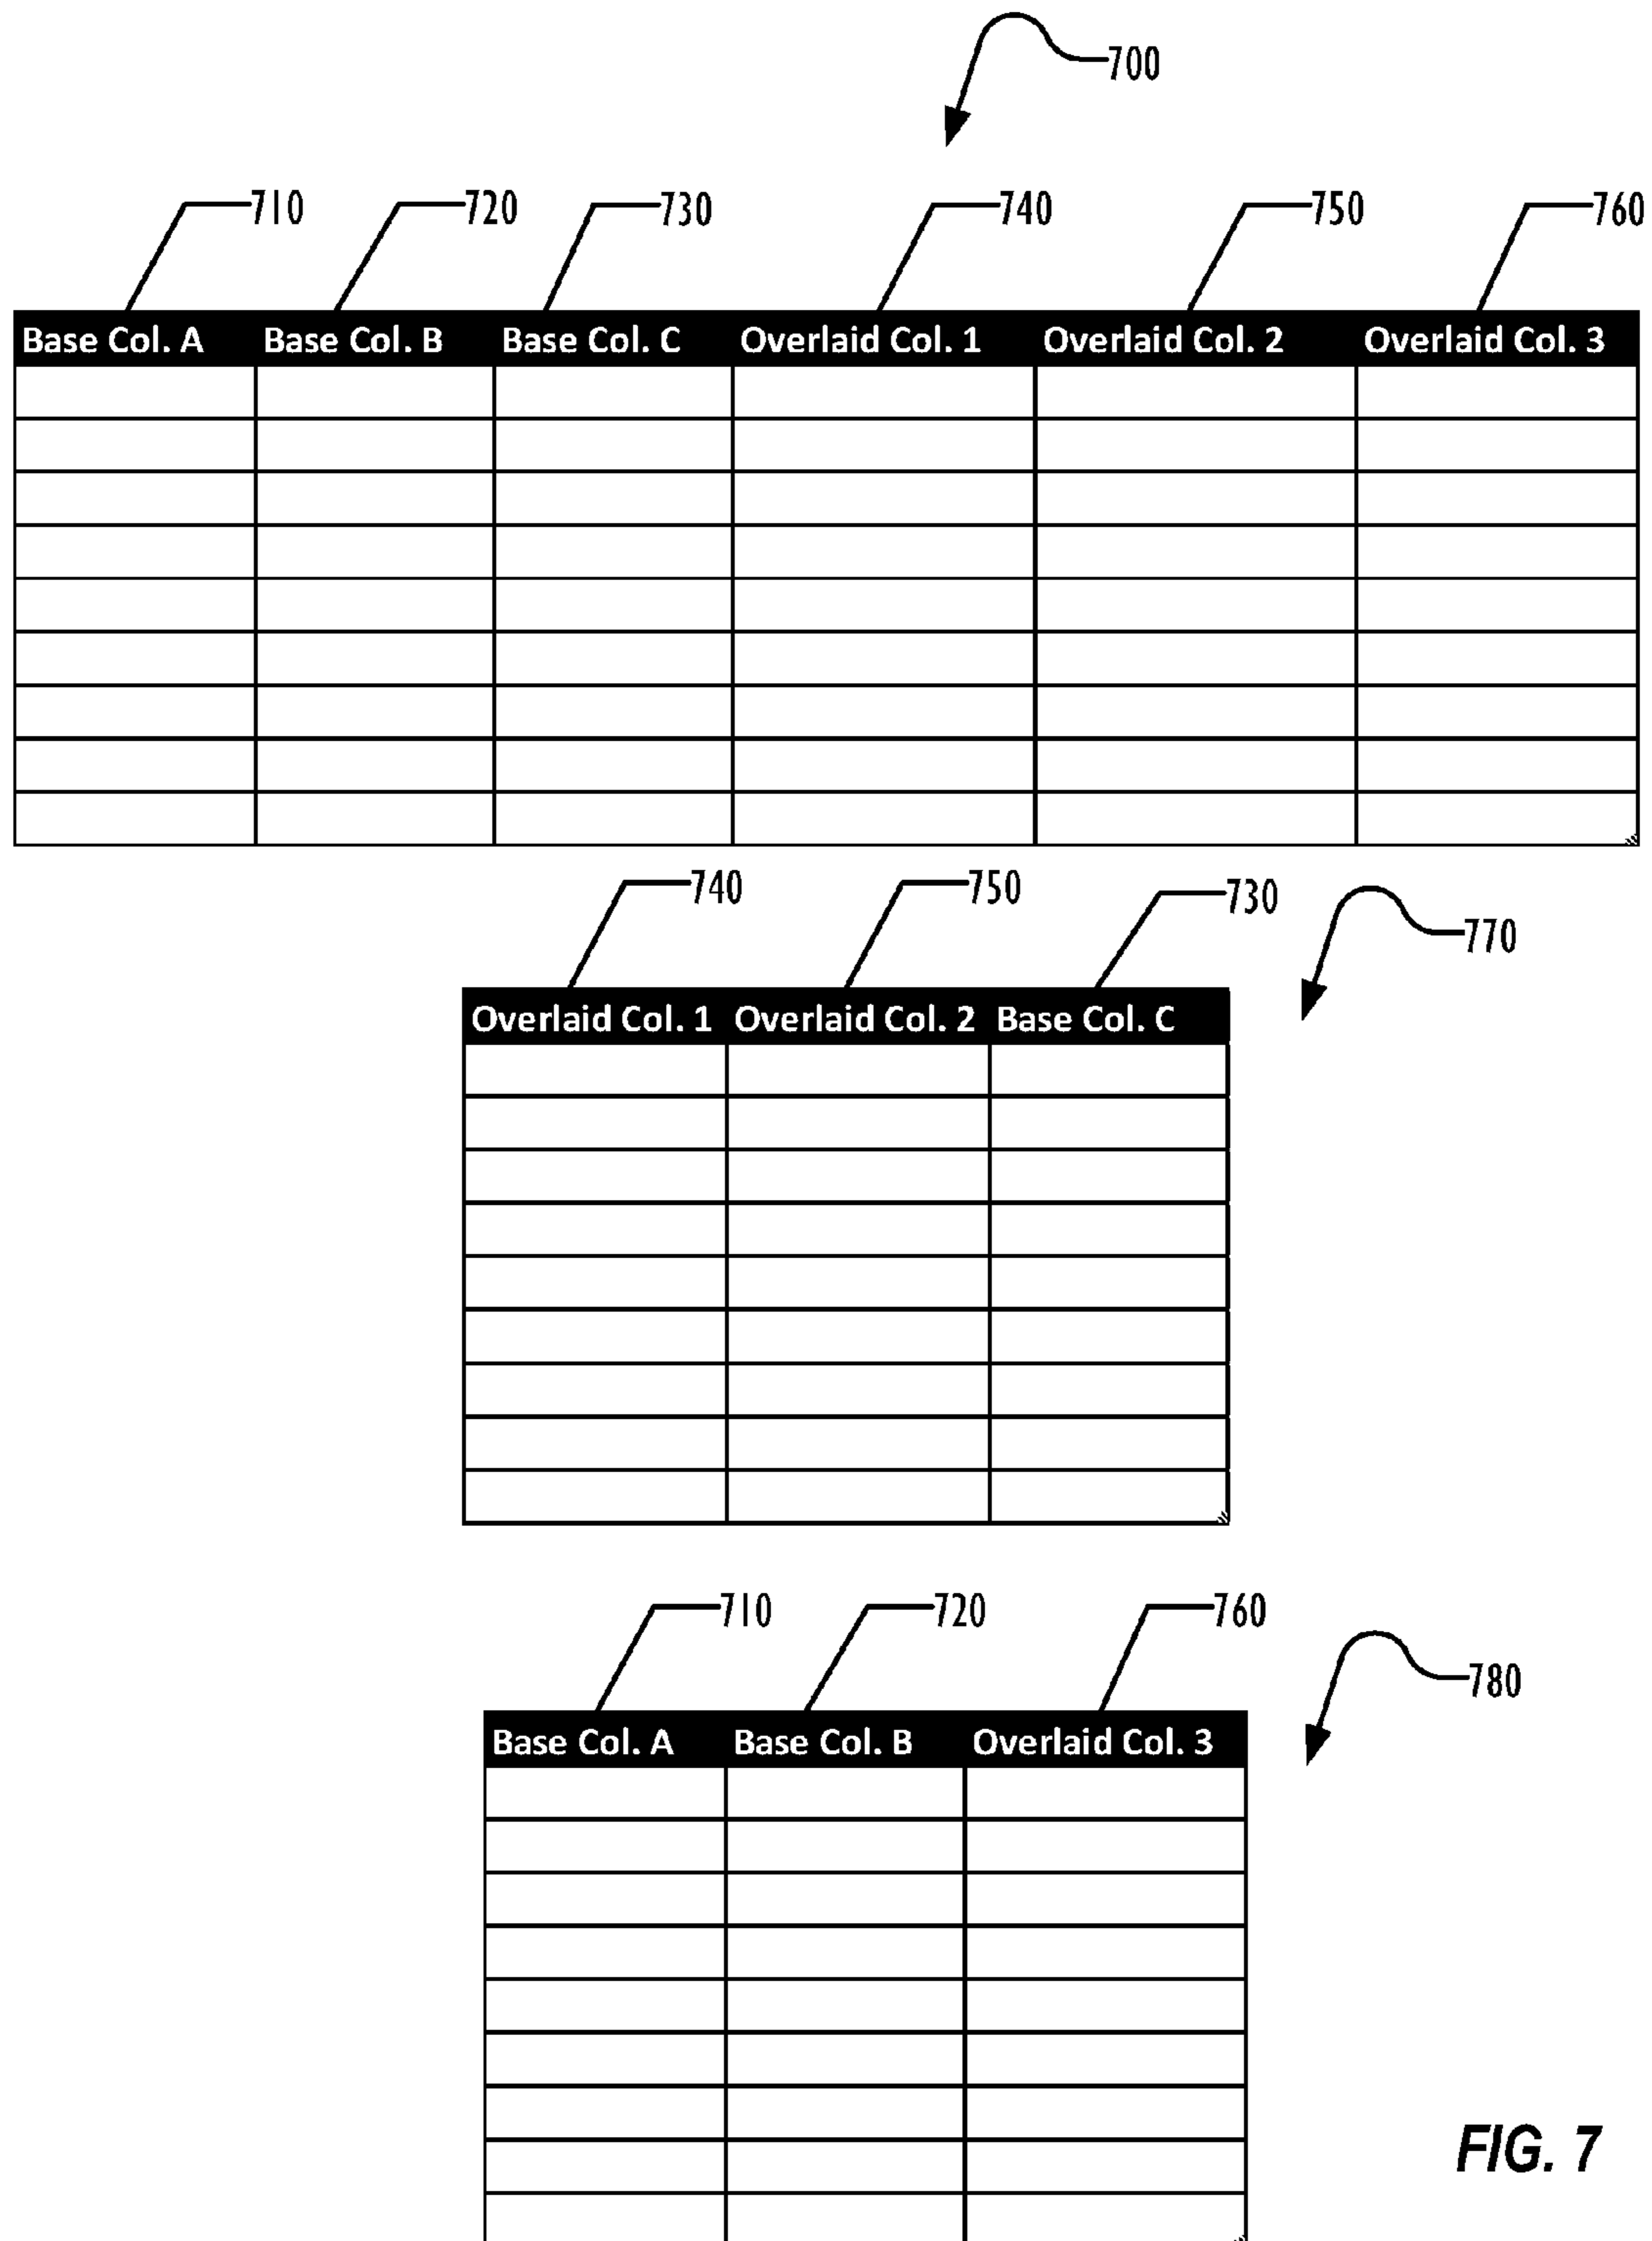 700
710 720 730 740 750 760
Base Col. A Base Col. B Base Col. C Overlaid Col. 1 Overlaid Col. 2 Overlaid Col. 3
740 750 730
770
Overlaid Col. 1 Overlaid Col. 2 Base Col. C
710 720 760
780
Base Col. A Base Col. B Overlaid Col. 3
FIG. 7